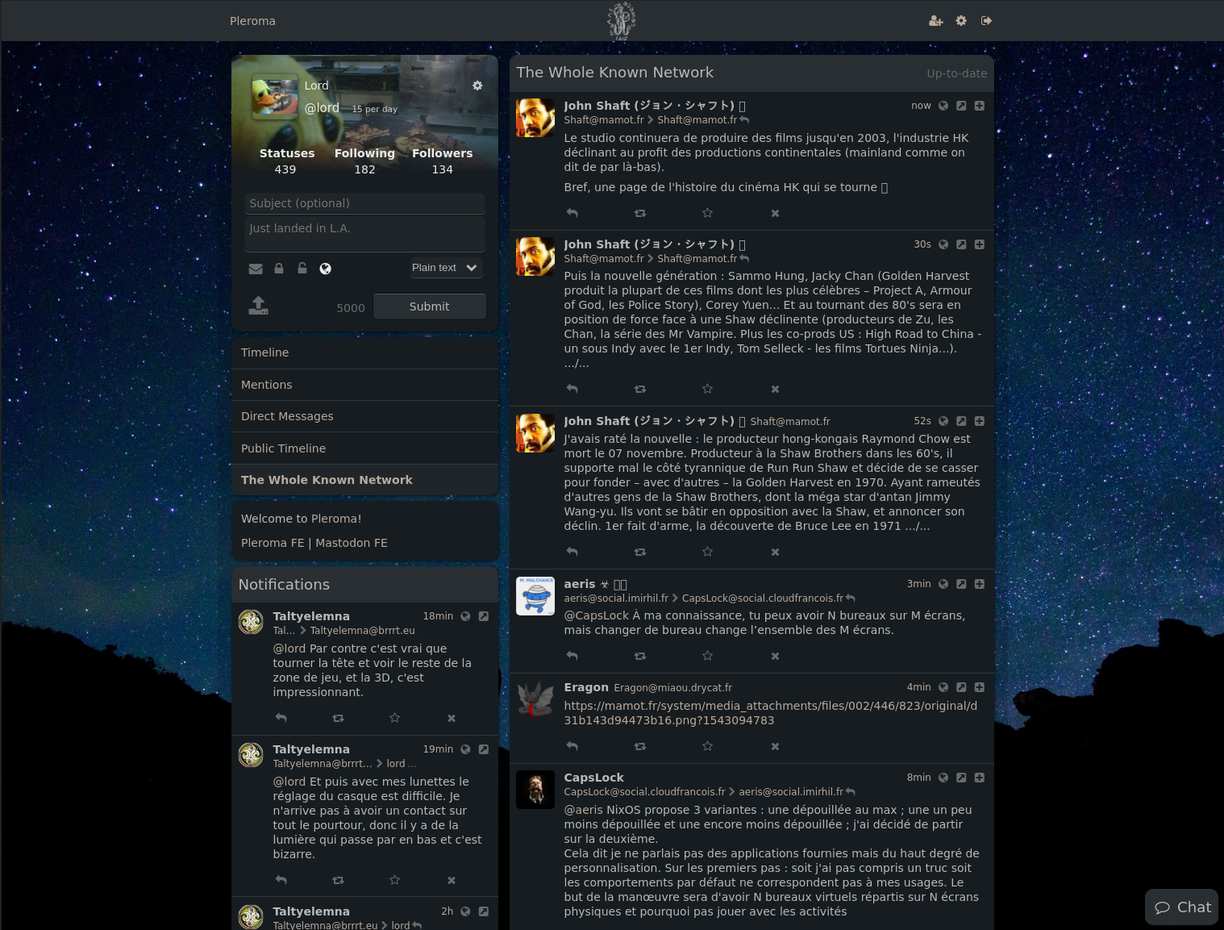 Pleroma
Lord
@lord 15 per day
Statuses Following Followers
439 182 134
Subject (optional)
Just landed in L.A.
Plain text
5000 Submit
Timeline
Mentions
Direct Messages
Public Timeline
The Whole Known Network
Welcome to Pleroma!
Pleroma FE | Mastodon FE
Notifications
Taltyelemna 18min
Tal... Taltyelemna@brrrt.eu
@lord Par contre c'est vrai que
tourner la tête et voir le reste de la
zone de jeu, et la 3D, c'est
impressionnant.
Taltyelemna 19min
Taltyelemna@brrrt... lord ...
@lord Et puis avec mes lunettes le
réglage du casque est difficile. Je
n'arrive pas à avoir un contact sur
tout le pourtour, donc il y a de la
lumière qui passe par en bas et c'est
bizarre.
Taltyelemna 2h
Taltyelemna@brrrt.eu lord
The Whole Known Network Up-to-date
John Shaft (ジョン・シャフト) now
Shaft@mamot.fr Shaft@mamot.fr
Le studio continuera de produire des films jusqu'en 2003, l'industrie HK
déclinant au profit des productions continentales (mainland comme on
dit de par là-bas).
Bref, une page de l'histoire du cinéma HK qui se tourne
John Shaft (ジョン・シャフト) 30s
Shaft@mamot.fr Shaft@mamot.fr
Puis la nouvelle génération : Sammo Hung, Jacky Chan (Golden Harvest
produit la plupart de ces films dont les plus célèbres – Project A, Armour
of God, les Police Story), Corey Yuen... Et au tournant des 80's sera en
position de force face à une Shaw déclinente (producteurs de Zu, les
Chan, la série des Mr Vampire. Plus les co-prods US : High Road to China -
un sous Indy avec le 1er Indy, Tom Selleck - les films Tortues Ninja...).
.../...
John Shaft (ジョン・シャフト) Shaft@mamot.fr 52s
J'avais raté la nouvelle : le producteur hong-kongais Raymond Chow est
mort le 07 novembre. Producteur à la Shaw Brothers dans les 60's, il
supporte mal le côté tyrannique de Run Run Shaw et décide de se casser
pour fonder – avec d'autres – la Golden Harvest en 1970. Ayant rameutés
d'autres gens de la Shaw Brothers, dont la méga star d'antan Jimmy
Wang-yu. Ils vont se bâtir en opposition avec la Shaw, et annoncer son
déclin. 1er fait d'arme, la découverte de Bruce Lee en 1971 .../...
aeris ☣ 3min
aeris@social.imirhil.fr CapsLock@social.cloudfrancois.fr
@CapsLock À ma connaissance, tu peux avoir N bureaux sur M écrans,
mais changer de bureau change l’ensemble des M écrans.
Eragon Eragon@miaou.drycat.fr 4min
https://mamot.fr/system/media_attachments/files/002/446/823/original/d
31b143d94473b16.png?1543094783
CapsLock 8min
CapsLock@social.cloudfrancois.fr aeris@social.imirhil.fr
@aeris NixOS propose 3 variantes : une dépouillée au max ; une un peu
moins dépouillée et une encore moins dépouillée ; j'ai décidé de partir
sur la deuxième.
Cela dit je ne parlais pas des applications fournies mais du haut degré de
personnalisation. Sur les premiers pas : soit j'ai pas compris un truc soit
les comportements par défaut ne correspondent pas à mes usages. Le
but de la manœuvre sera d'avoir N bureaux virtuels répartis sur N écrans
physiques et pourquoi pas jouer avec les activités
Chat